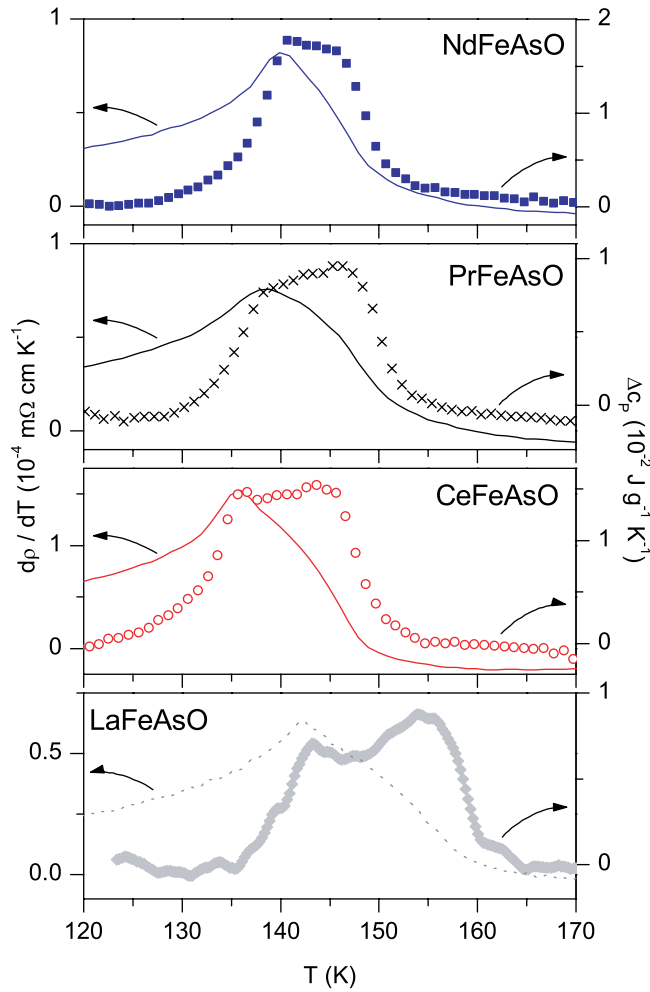 1
2
NdFeAsO
1
0
0
1
1
PrFeAsO
0
0
dρ / dT (10⁻⁴ mΩ cm K⁻¹)
Δcₚ (10⁻² J g⁻¹ K⁻¹)
CeFeAsO
1
1
0
0
LaFeAsO
1
0.5
0.0
0
120 130 140 150 160 170
T (K)